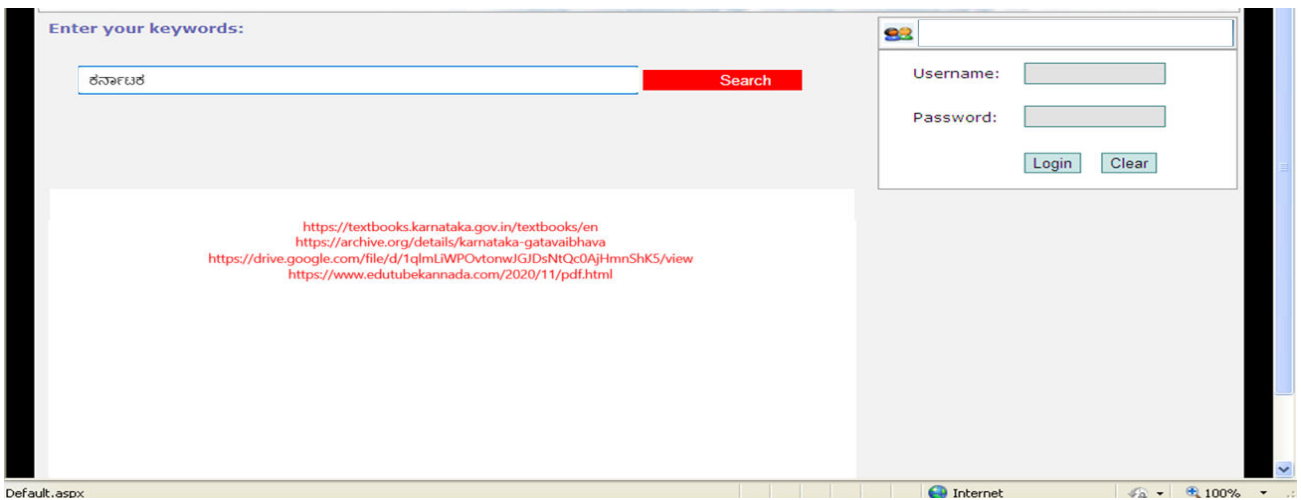 Enter your keywords:
ಕರ್ನಾಟಕ
Search
https://textbooks.karnataka.gov.in/textbooks/en
https://archive.org/details/karnataka-gatavaibhava
https://drive.google.com/file/d/1qlmLiWPOvtonwJGJDsNtQc0AjHmnShK5/view
https://www.edutubekannada.com/2020/11/pdf.html
Username:
Password:
Login Clear
Default.aspx Internet 100%